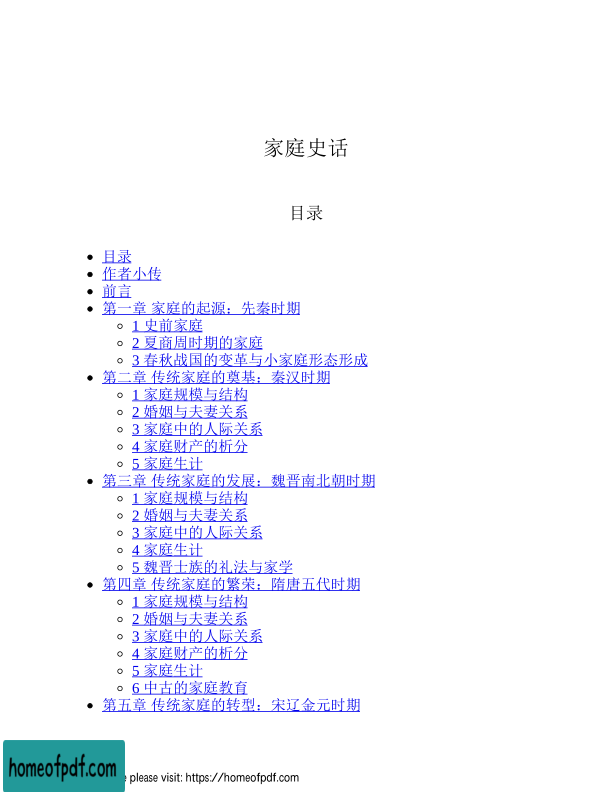 家庭史话
目录
目录
作者小传
前言
第一章 家庭的起源：先秦时期
1 史前家庭
2 夏商周时期的家庭
3 春秋战国的变革与小家庭形态形成
第二章 传统家庭的奠基：秦汉时期
1 家庭规模与结构
2 婚姻与夫妻关系
3 家庭中的人际关系
4 家庭财产的析分
5 家庭生计
第三章 传统家庭的发展：魏晋南北朝时期
1 家庭规模与结构
2 婚姻与夫妻关系
3 家庭中的人际关系
4 家庭生计
5 魏晋士族的礼法与家学
第四章 传统家庭的繁荣：隋唐五代时期
1 家庭规模与结构
2 婚姻与夫妻关系
3 家庭中的人际关系
4 家庭财产的析分
5 家庭生计
6 中古的家庭教育
第五章 传统家庭的转型：宋辽金元时期
homeofpdf.com
please visit: https://homeofpdf.com